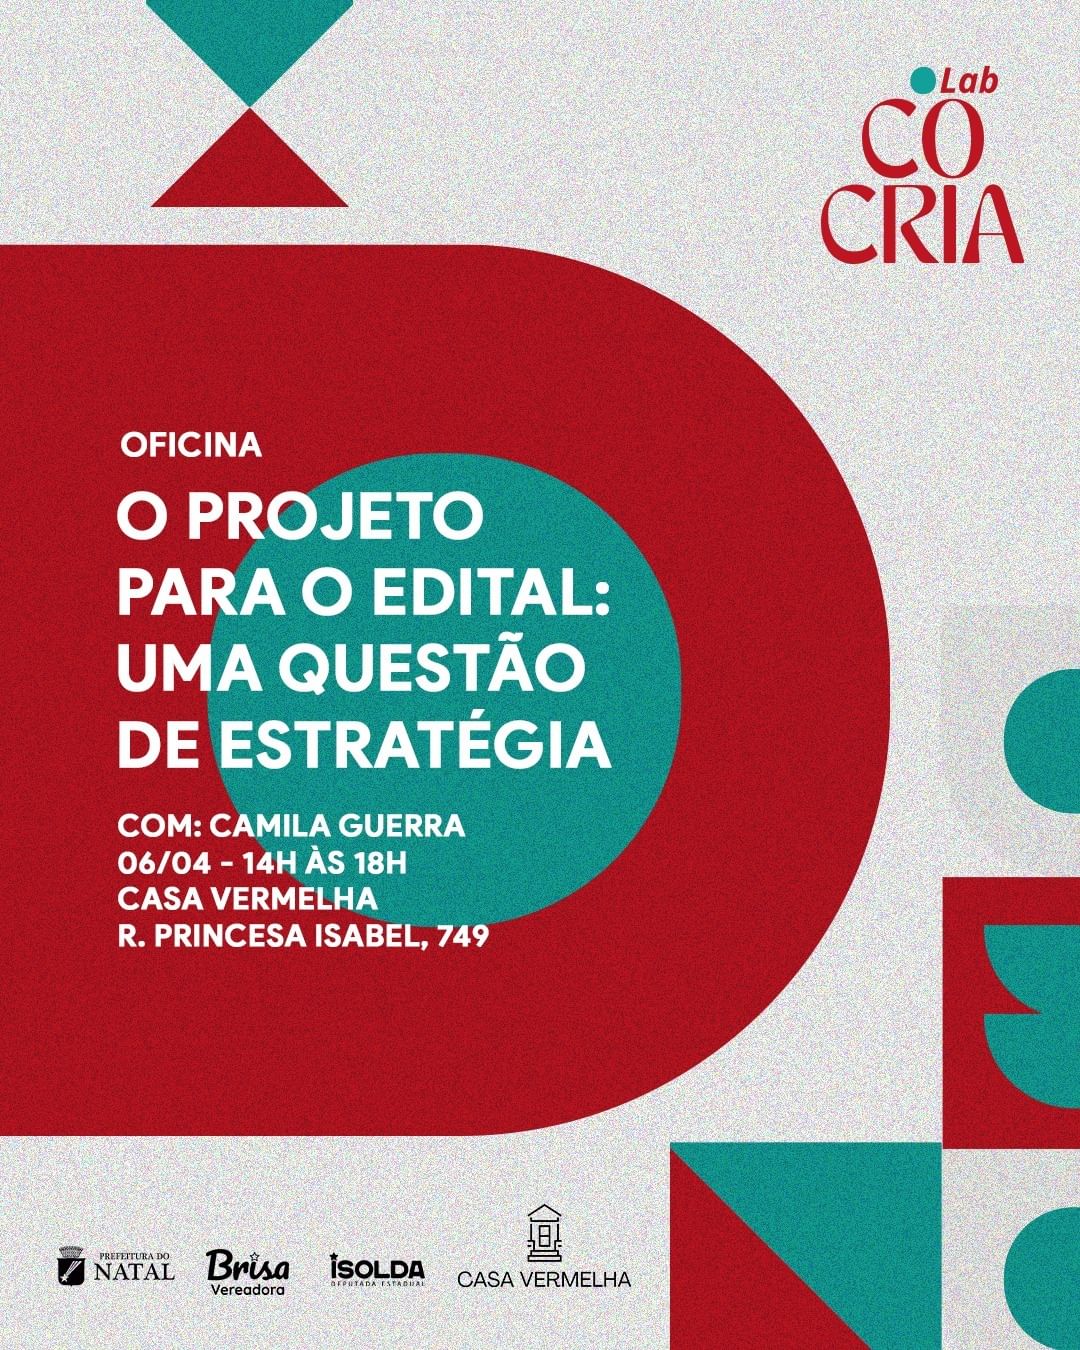 Lab
CO
CRIA
OFICINA
O PROJETO
PARA O EDITAL:
UMA QUESTÃO
DE ESTRATÉGIA
COM: CAMILA GUERRA
06/04 - 14H ÀS 18H
CASA VERMELHA
R. PRINCESA ISABEL, 749
PREFEITURA DO
NATAL
Brisa
Vereadora
ISOLDA
DEPUTADA ESTADUAL
CASA VERMELHA